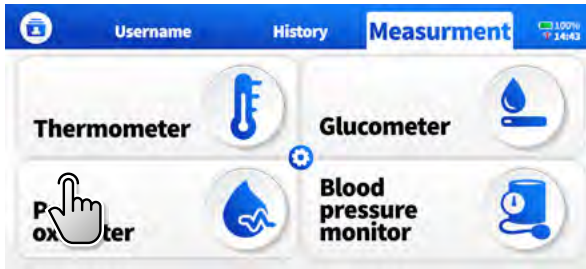 Username History Measurment 100%
14:43
Thermometer
Glucometer
Blood
pressure
monitor